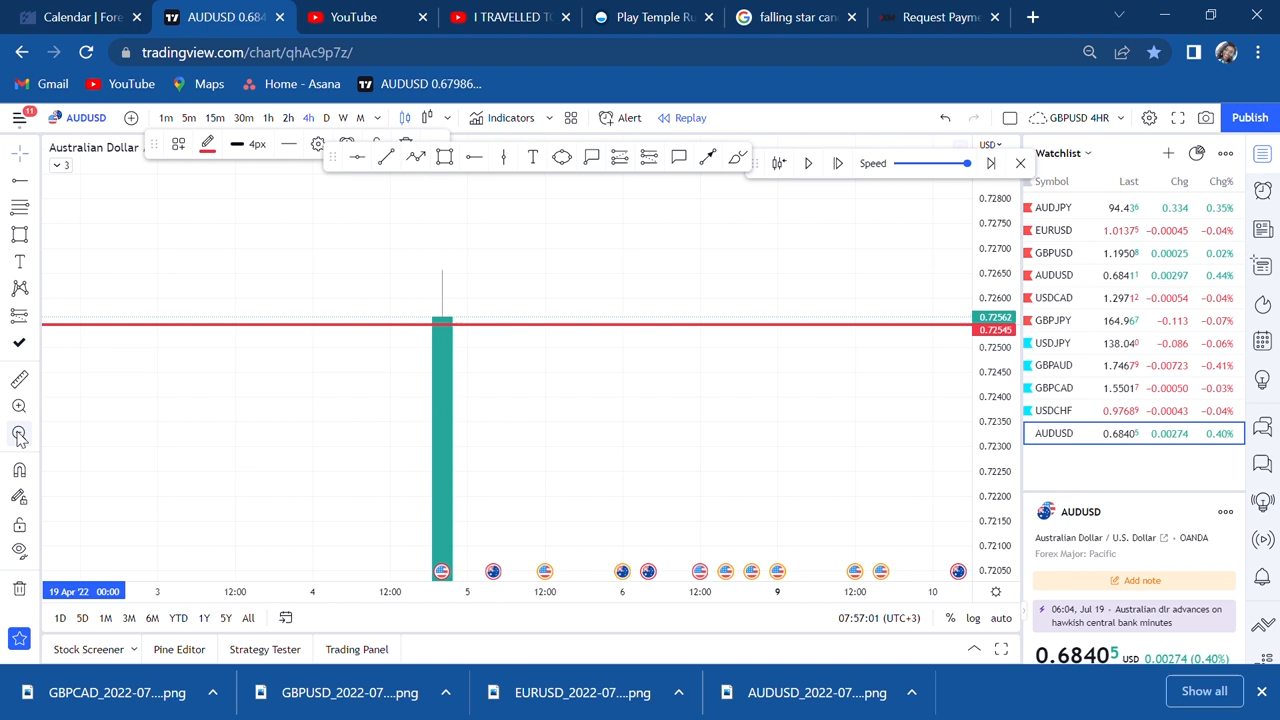 Calendar | Fore
AUDUSD 0.684
YouTube
I TRAVELLED TO
Play Temple Ru
falling star can
Request Payme
tradingview.com/chart/qhAc9p7z/
Gmail
YouTube
Maps
Home - Asana
AUDUSD 0.67986...
11
AUDUSD
1m 5m 15m 30m 1h 2h 4h D W M
Indicators
Alert
Replay
GBPUSD 4HR
Publish
Australian Dollar
4px
Speed
USD
3
0.72800
0.72750
0.72700
0.72650
0.72600
0.72562
0.72545
0.72500
0.72450
0.72400
0.72350
0.72300
0.72250
0.72200
0.72150
0.72100
0.72050
Watchlist
Symbol Last Chg Chg%
AUDJPY 94.436 0.334 0.35%
EURUSD 1.01375 −0.00045 −0.04%
GBPUSD 1.19508 0.00025 0.02%
AUDUSD 0.68411 0.00297 0.44%
USDCAD 1.29712 −0.00054 −0.04%
GBPJPY 164.967 −0.113 −0.07%
USDJPY 138.040 −0.086 −0.06%
GBPAUD 1.74679 −0.00723 −0.41%
GBPCAD 1.55017 −0.00050 −0.03%
USDCHF 0.97689 −0.00043 −0.04%
AUDUSD 0.68405 0.00274 0.40%
AUDUSD
Australian Dollar / U.S. Dollar • OANDA
Forex Major: Pacific
Add note
06:04, Jul 19 • Australian dlr advances on
hawkish central bank minutes
0.68405 USD 0.00274 (0.40%)
19 Apr '22 00:00 3 12:00 4 12:00 5 12:00 6 12:00 9 12:00 10
1D 5D 1M 3M 6M YTD 1Y 5Y All
07:57:01 (UTC+3)
% log auto
Stock Screener
Pine Editor
Strategy Tester
Trading Panel
GBPCAD_2022-07....png
GBPUSD_2022-07....png
EURUSD_2022-07....png
AUDUSD_2022-07....png
Show all